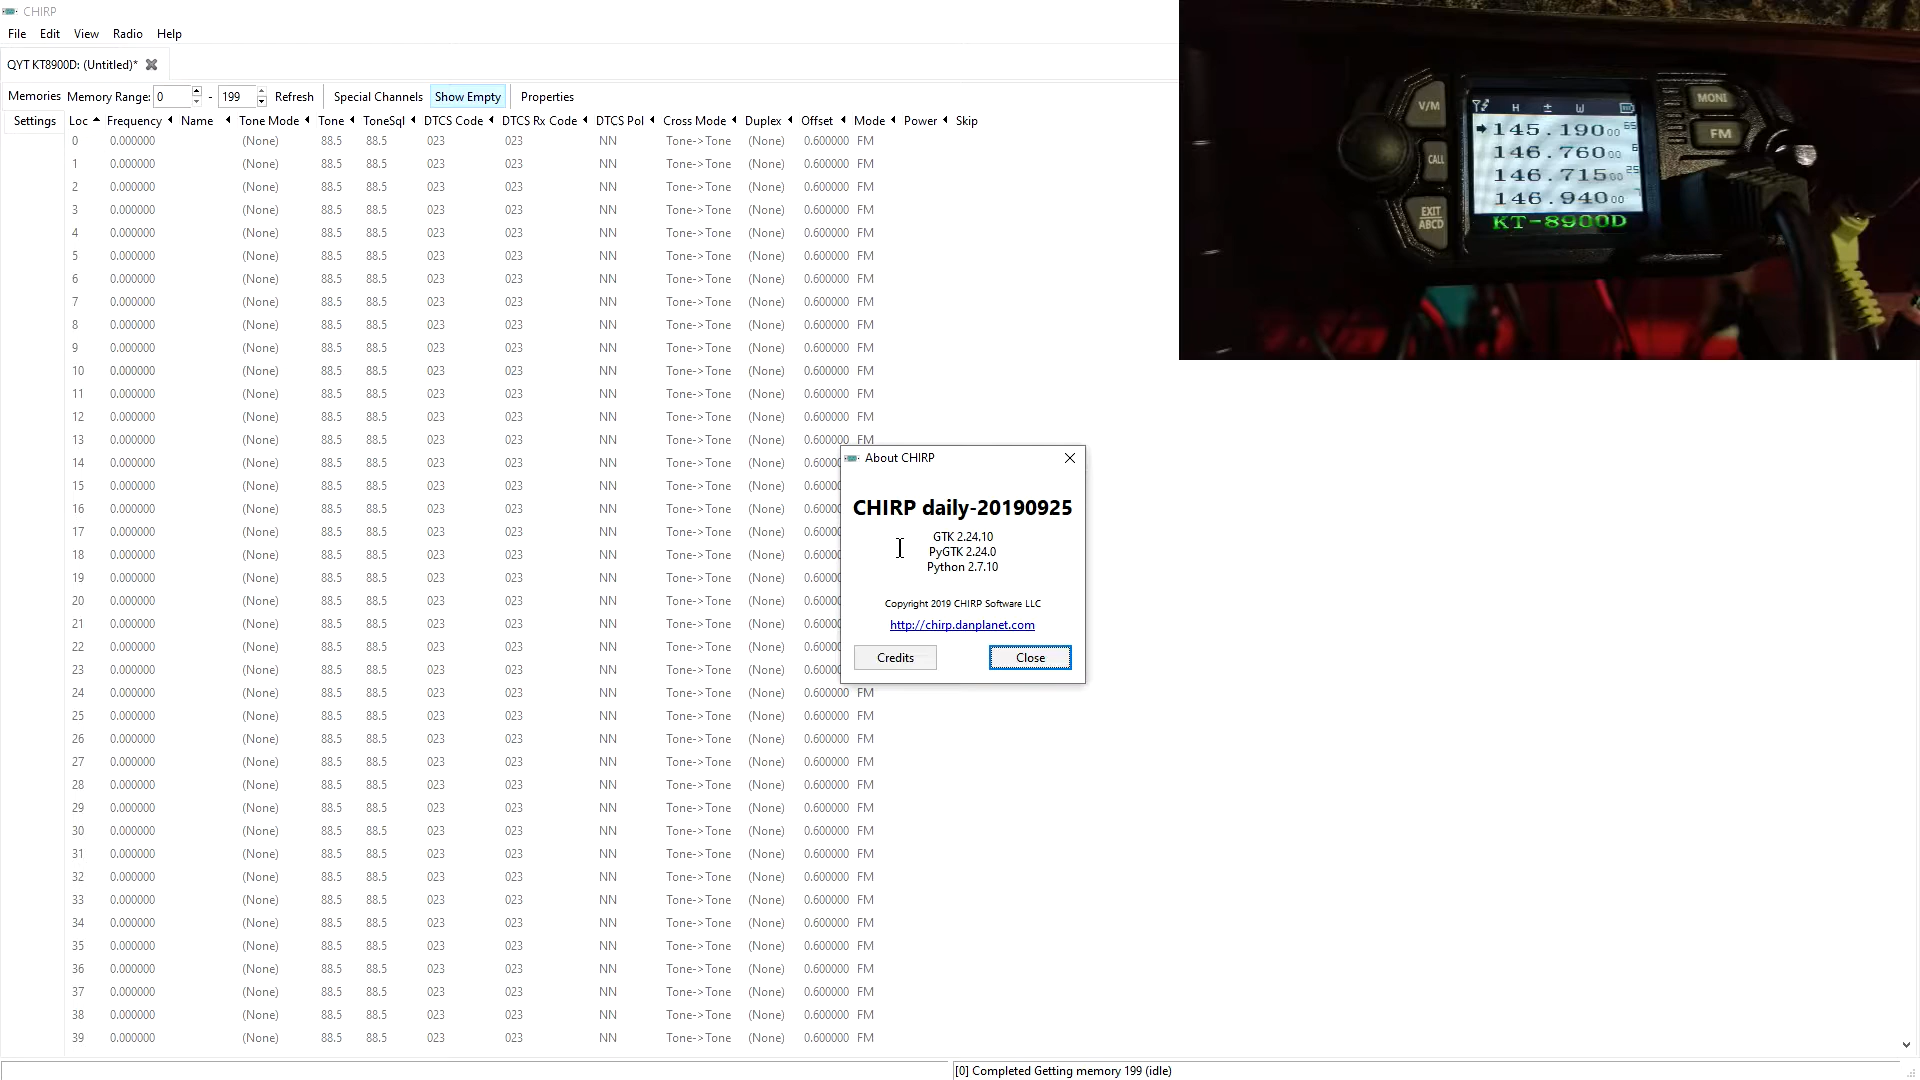 CHIRP
File Edit View Radio Help
QYT KT8900D: (Untitled)*
Memories Memory Range: 0 - 199 Refresh Special Channels Show Empty Properties
Settings Loc Frequency Name Tone Mode Tone ToneSql DTCS Code DTCS Rx Code DTCS Pol Cross Mode Duplex Offset Mode Power Skip
0 0.000000 (None) 88.5 88.5 023 023 NN Tone->Tone (None) 0.600000 FM
1 0.000000 (None) 88.5 88.5 023 023 NN Tone->Tone (None) 0.600000 FM
2 0.000000 (None) 88.5 88.5 023 023 NN Tone->Tone (None) 0.600000 FM
3 0.000000 (None) 88.5 88.5 023 023 NN Tone->Tone (None) 0.600000 FM
4 0.000000 (None) 88.5 88.5 023 023 NN Tone->Tone (None) 0.600000 FM
5 0.000000 (None) 88.5 88.5 023 023 NN Tone->Tone (None) 0.600000 FM
6 0.000000 (None) 88.5 88.5 023 023 NN Tone->Tone (None) 0.600000 FM
7 0.000000 (None) 88.5 88.5 023 023 NN Tone->Tone (None) 0.600000 FM
8 0.000000 (None) 88.5 88.5 023 023 NN Tone->Tone (None) 0.600000 FM
9 0.000000 (None) 88.5 88.5 023 023 NN Tone->Tone (None) 0.600000 FM
10 0.000000 (None) 88.5 88.5 023 023 NN Tone->Tone (None) 0.600000 FM
11 0.000000 (None) 88.5 88.5 023 023 NN Tone->Tone (None) 0.600000 FM
12 0.000000 (None) 88.5 88.5 023 023 NN Tone->Tone (None) 0.600000 FM
13 0.000000 (None) 88.5 88.5 023 023 NN Tone->Tone (None) 0.600000 FM
14 0.000000 (None) 88.5 88.5 023 023 NN Tone->Tone (None) 0.6000
15 0.000000 (None) 88.5 88.5 023 023 NN Tone->Tone (None) 0.6000
16 0.000000 (None) 88.5 88.5 023 023 NN Tone->Tone (None) 0.6000
17 0.000000 (None) 88.5 88.5 023 023 NN Tone->Tone (None) 0.6000
18 0.000000 (None) 88.5 88.5 023 023 NN Tone->Tone (None) 0.6000
19 0.000000 (None) 88.5 88.5 023 023 NN Tone->Tone (None) 0.6000
20 0.000000 (None) 88.5 88.5 023 023 NN Tone->Tone (None) 0.6000
21 0.000000 (None) 88.5 88.5 023 023 NN Tone->Tone (None) 0.6000
22 0.000000 (None) 88.5 88.5 023 023 NN Tone->Tone (None) 0.6000
23 0.000000 (None) 88.5 88.5 023 023 NN Tone->Tone (None) 0.6000
24 0.000000 (None) 88.5 88.5 023 023 NN Tone->Tone (None) 0.600000 FM
25 0.000000 (None) 88.5 88.5 023 023 NN Tone->Tone (None) 0.600000 FM
26 0.000000 (None) 88.5 88.5 023 023 NN Tone->Tone (None) 0.600000 FM
27 0.000000 (None) 88.5 88.5 023 023 NN Tone->Tone (None) 0.600000 FM
28 0.000000 (None) 88.5 88.5 023 023 NN Tone->Tone (None) 0.600000 FM
29 0.000000 (None) 88.5 88.5 023 023 NN Tone->Tone (None) 0.600000 FM
30 0.000000 (None) 88.5 88.5 023 023 NN Tone->Tone (None) 0.600000 FM
31 0.000000 (None) 88.5 88.5 023 023 NN Tone->Tone (None) 0.600000 FM
32 0.000000 (None) 88.5 88.5 023 023 NN Tone->Tone (None) 0.600000 FM
33 0.000000 (None) 88.5 88.5 023 023 NN Tone->Tone (None) 0.600000 FM
34 0.000000 (None) 88.5 88.5 023 023 NN Tone->Tone (None) 0.600000 FM
35 0.000000 (None) 88.5 88.5 023 023 NN Tone->Tone (None) 0.600000 FM
36 0.000000 (None) 88.5 88.5 023 023 NN Tone->Tone (None) 0.600000 FM
37 0.000000 (None) 88.5 88.5 023 023 NN Tone->Tone (None) 0.600000 FM
38 0.000000 (None) 88.5 88.5 023 023 NN Tone->Tone (None) 0.600000 FM
39 0.000000 (None) 88.5 88.5 023 023 NN Tone->Tone (None) 0.600000 FM
About CHIRP
CHIRP daily-20190925
GTK 2.24.10
PyGTK 2.24.0
Python 2.7.10
Copyright 2019 CHIRP Software LLC
http://chirp.danplanet.com
Credits Close
[0] Completed Getting memory 199 (idle)
V/M
CALL
EXIT
ABCD
H ± W
145.19000
146.76000
146.71500 25
146.94000 7
KT-8900D
MONI
FM